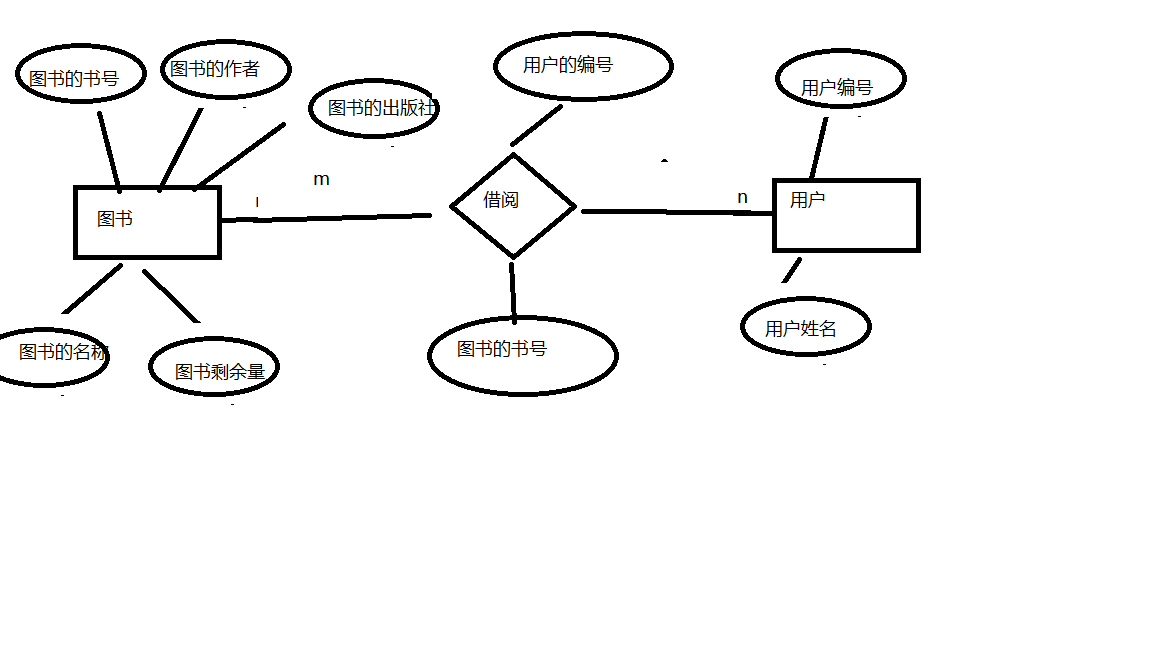 图书的书号
图书的作者
图书的出版社
用户的编号
用户编号
m
n
图书
借阅
用户
图书的名称
图书剩余量
图书的书号
用户姓名